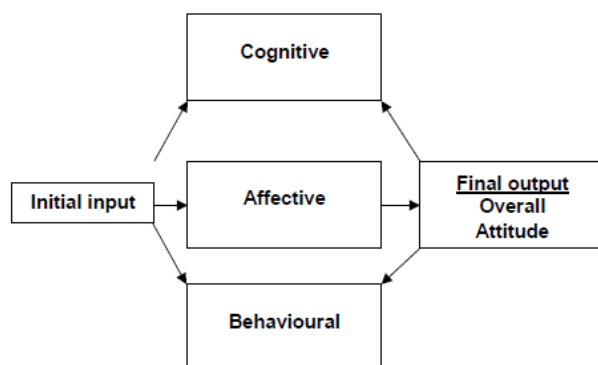 Cognitive
Initial input
Affective
Final output
Overall
Attitude
Behavioural